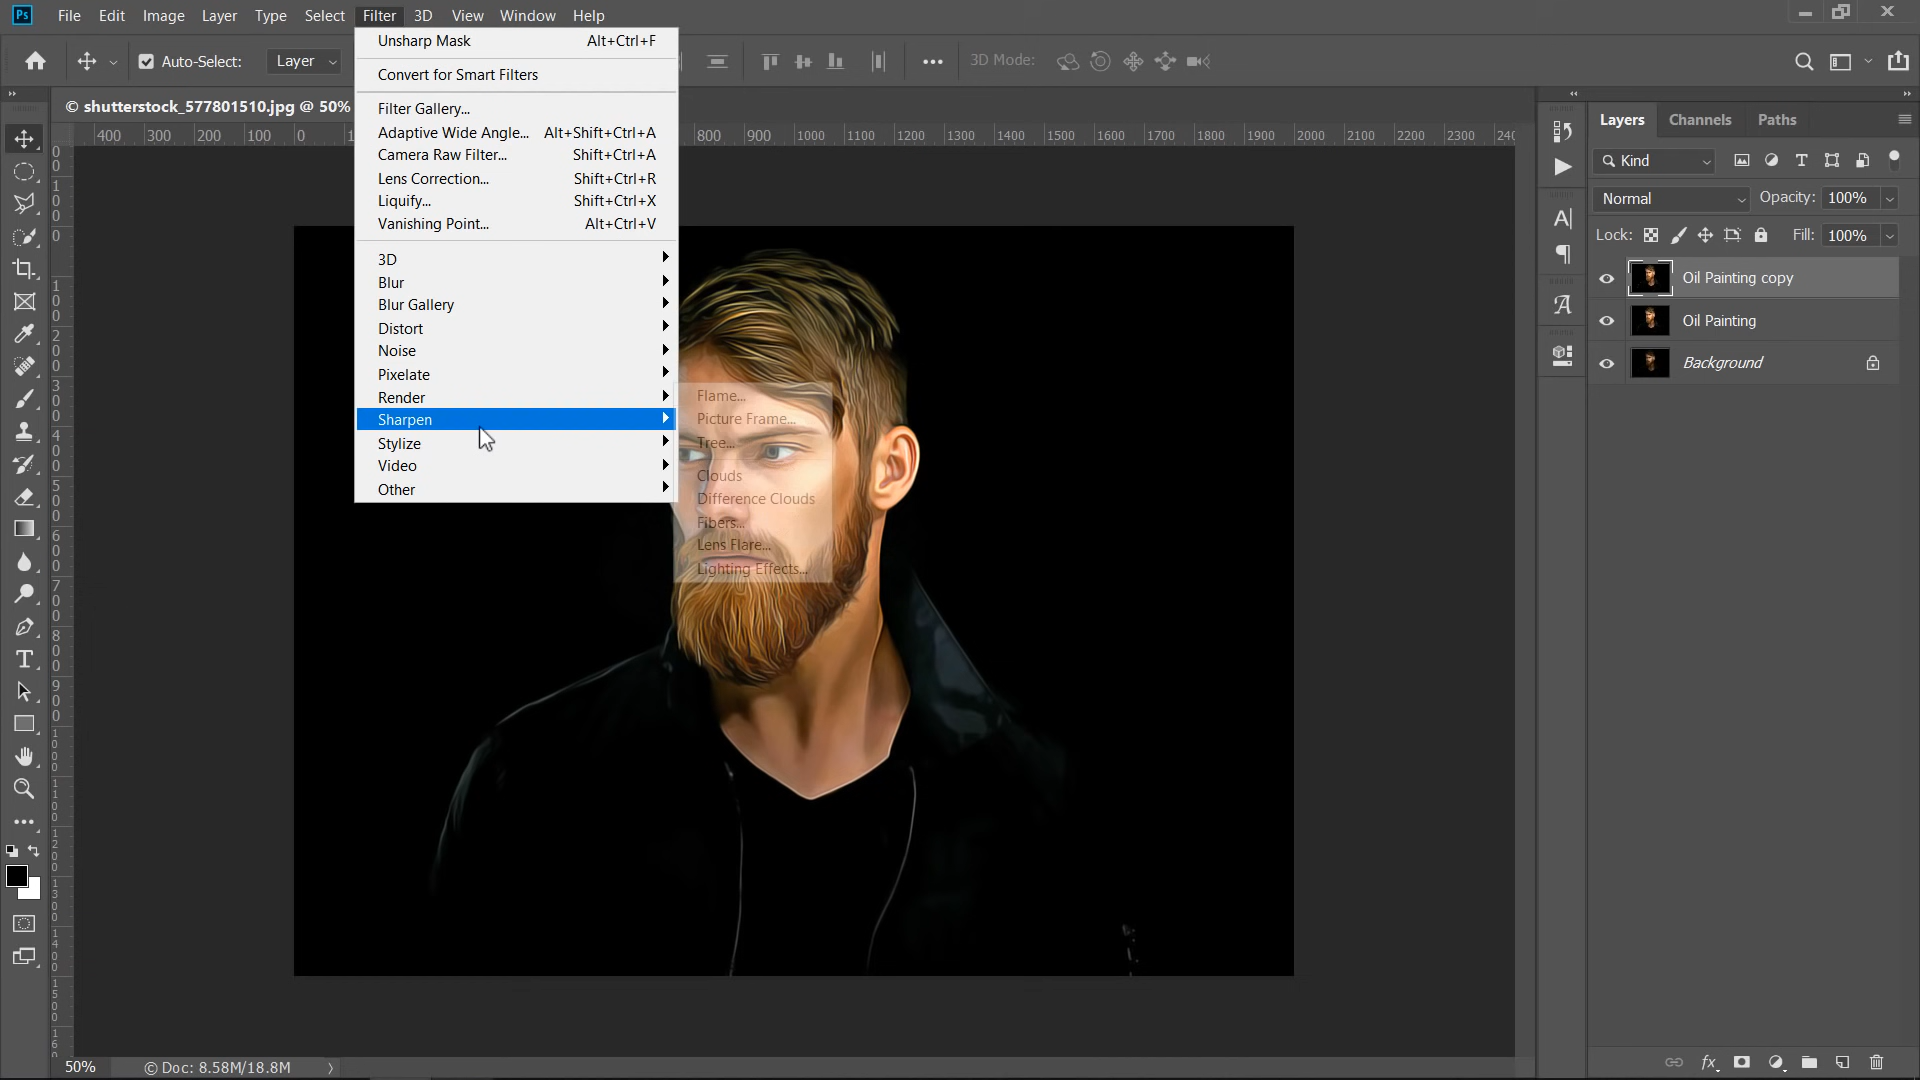 Ps File Edit Image Layer Type Select Filter 3D View Window Help
Auto-Select: Layer 3D Mode:
© shutterstock_577801510.jpg @ 50%
400 300 200 100 0 800 900 1000 1100 1200 1300 1400 1500 1600 1700 1800 1900 2000 2100 2200 2300
Unsharp Mask Alt+Ctrl+F
Convert for Smart Filters
Filter Gallery...
Adaptive Wide Angle... Alt+Shift+Ctrl+A
Camera Raw Filter... Shift+Ctrl+A
Lens Correction... Shift+Ctrl+R
Liquify... Shift+Ctrl+X
Vanishing Point... Alt+Ctrl+V
3D
Blur
Blur Gallery
Distort
Noise
Pixelate
Render
Sharpen
Stylize
Video
Other
Flame...
Picture Frame...
Tree...
Clouds
Difference Clouds
Fibers...
Lens Flare...
Lighting Effects...
Layers Channels Paths
Kind
Normal Opacity: 100%
Lock: Fill: 100%
Oil Painting copy
Oil Painting
Background
fx
50% © Doc: 8.58M/18.8M